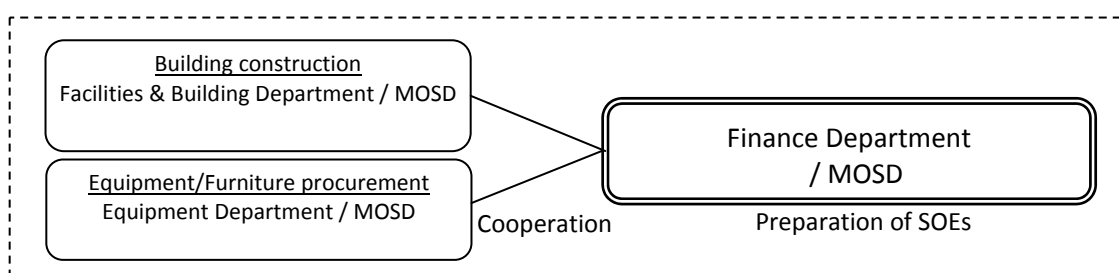 Building construction
Facilities & Building Department / MOSD
Equipment/Furniture procurement
Equipment Department / MOSD
Cooperation
Finance Department
/ MOSD
Preparation of SOEs